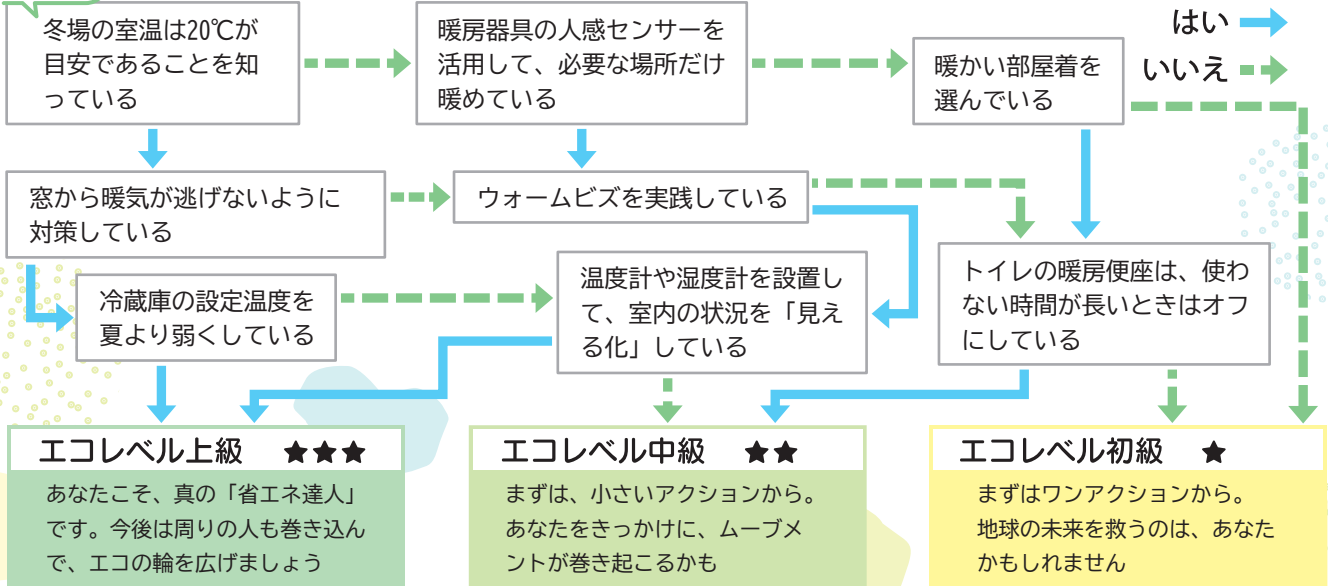 冬場の室温は20℃が
目安であることを知
っている
暖房器具の人感センサーを
活用して、必要な場所だけ
暖めている
暖かい部屋着を
選んでいる
はい
いいえ
窓から暖気が逃げないように
対策している
ウォームビズを実践している
冷蔵庫の設定温度を
夏より弱くしている
温度計や湿度計を設置し
て、室内の状況を「見え
る化」している
トイレの暖房便座は、使わ
ない時間が長いときはオフ
にしている
エコレベル上級 ★★★
あなたこそ、真の「省エネ達人」
です。今後は周りの人も巻き込ん
で、エコの輪を広げましょう
エコレベル中級 ★★
まずは、小さいアクションから。
あなたをきっかけに、ムーブメ
ントが巻き起こるかも
エコレベル初級 ★
まずはワンアクションから。
地球の未来を救うのは、あなた
かもしれません